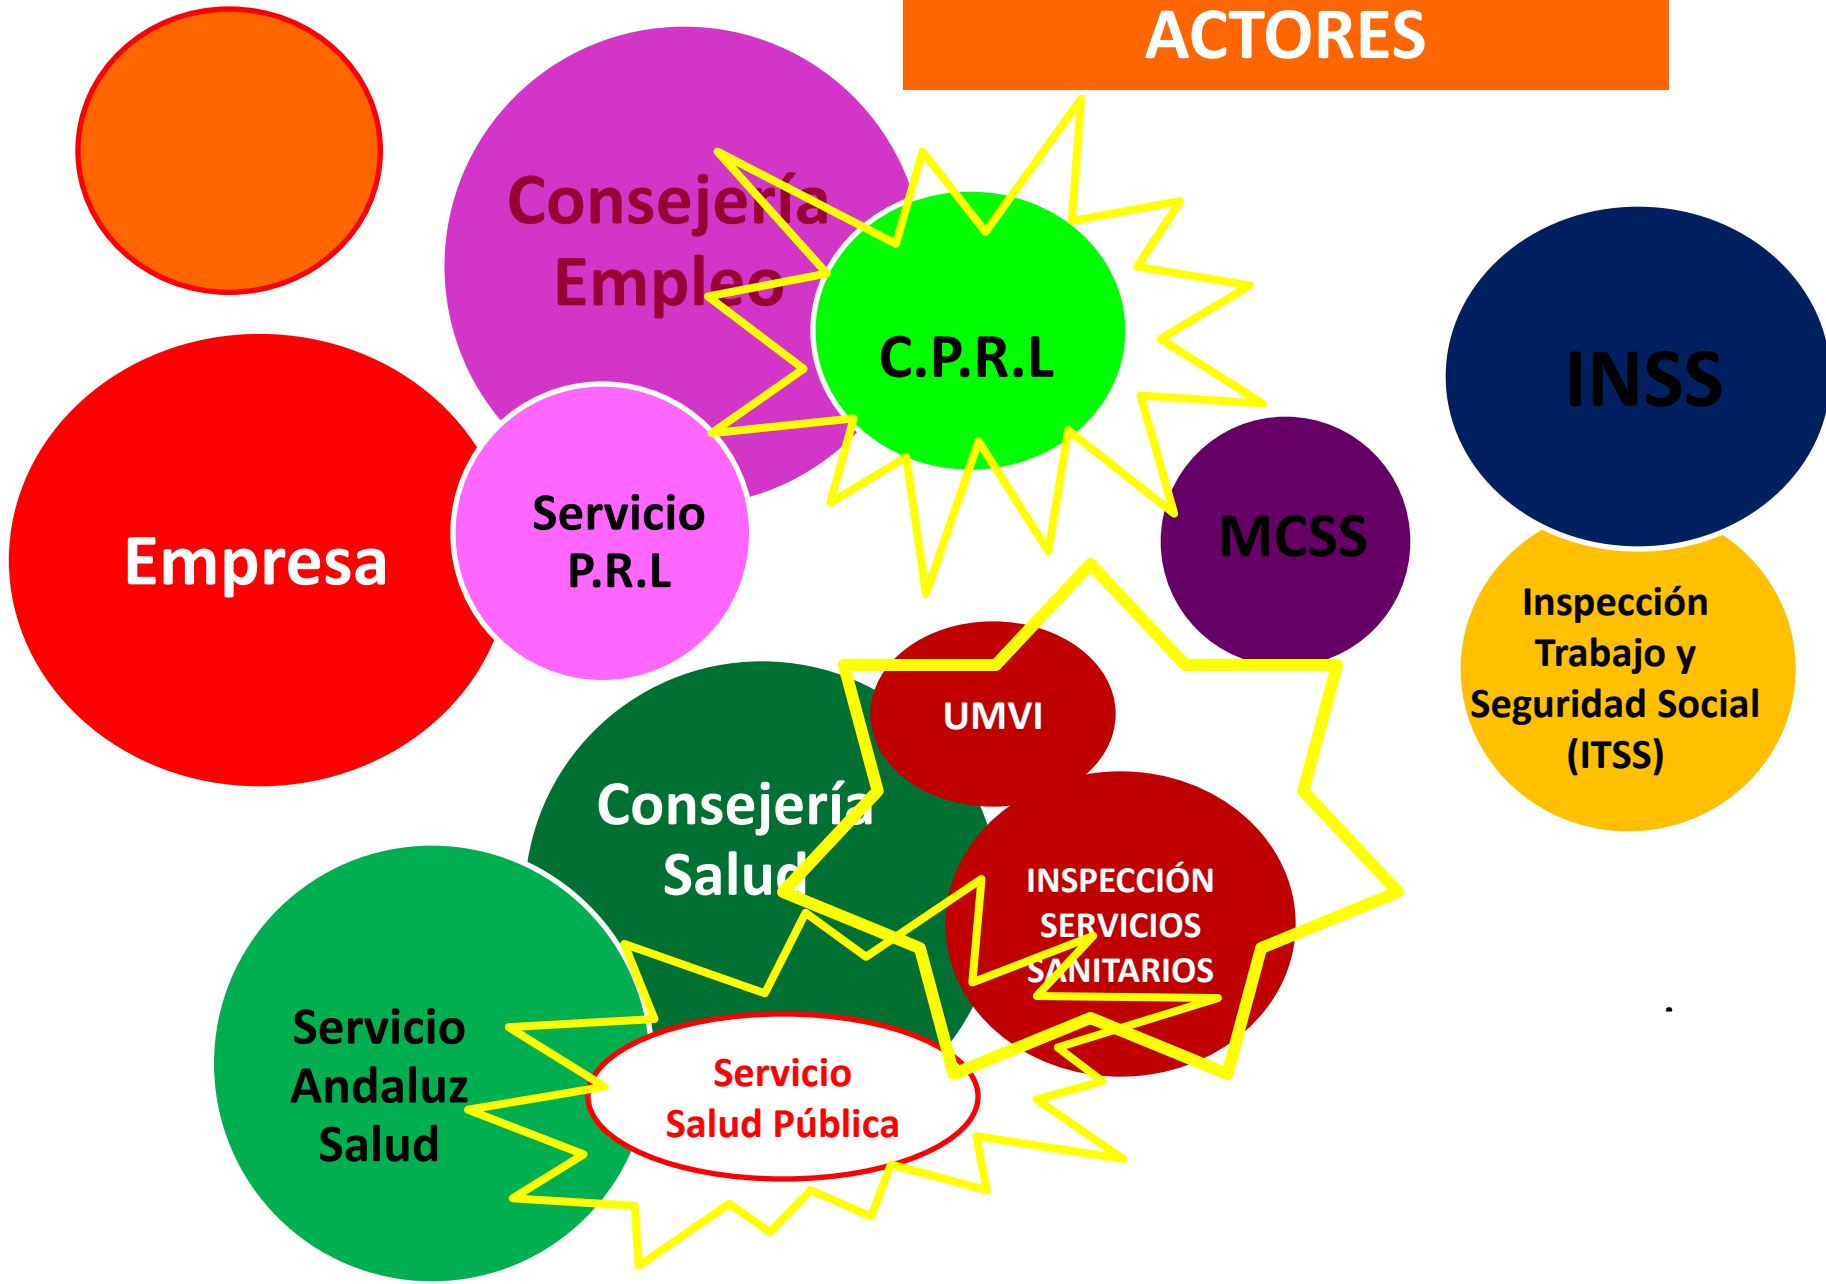 ACTORES
Consejería
Empleo
C.P.R.L
INSS
Servicio
P.R.L
MCSS
Empresa
Inspección
Trabajo y
Seguridad Social
(ITSS)
UMVI
Consejería
Salud
INSPECCIÓN
SERVICIOS
SANITARIOS
Servicio
Andaluz
Salud
Servicio
Salud Pública
.